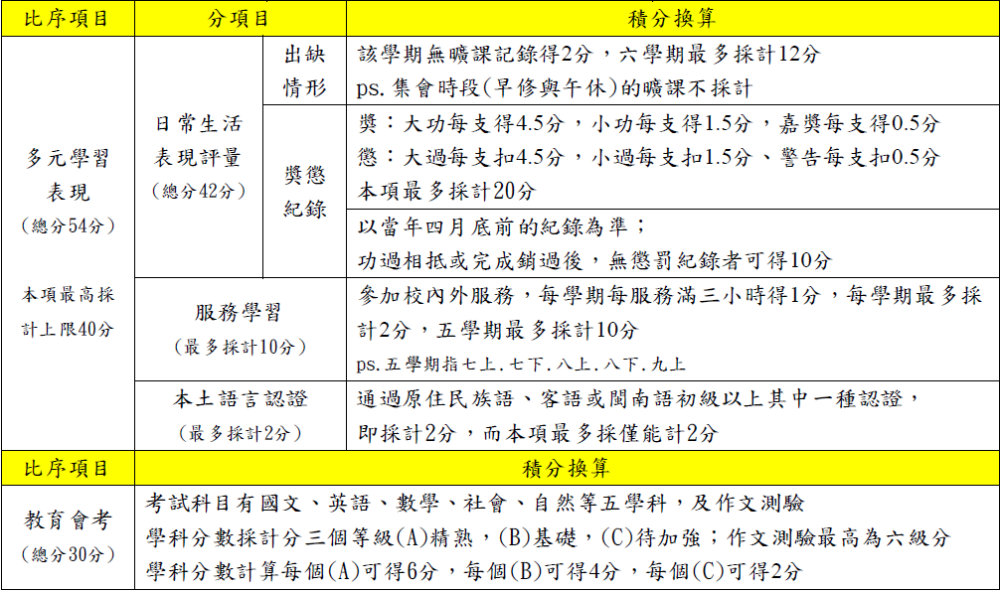 比序項目 分項目 積分換算
多元學習
表現
(總分54分)
本項最高採
計上限40分
日常生活
表現評量
(總分42分)
出缺
情形
該學期無曠課記錄得2分，六學期最多採計12分
ps.集會時段(早修與午休)的曠課不採計
獎懲
紀錄
獎：大功每支得4.5分，小功每支得1.5分，嘉獎每支得0.5分
懲：大過每支扣4.5分，小過每支扣1.5分、警告每支扣0.5分
本項最多採計20分
以當年四月底前的紀錄為準；
功過相抵或完成銷過後，無懲罰紀錄者可得10分
服務學習
(最多採計10分)
參加校內外服務，每學期每服務滿三小時得1分，每學期最多採
計2分，五學期最多採計10分
ps.五學期指七上.七下.八上.八下.九上
本土語言認證
(最多採計2分)
通過原住民族語、客語或閩南語初級以上其中一種認證，
即採計2分，而本項最多採僅能計2分
比序項目 積分換算
教育會考
(總分30分)
考試科目有國文、英語、數學、社會、自然等五學科，及作文測驗
學科分數採計分三個等級(A)精熟，(B)基礎，(C)待加強；作文測驗最高為六級分
學科分數計算每個(A)可得6分，每個(B)可得4分，每個(C)可得2分